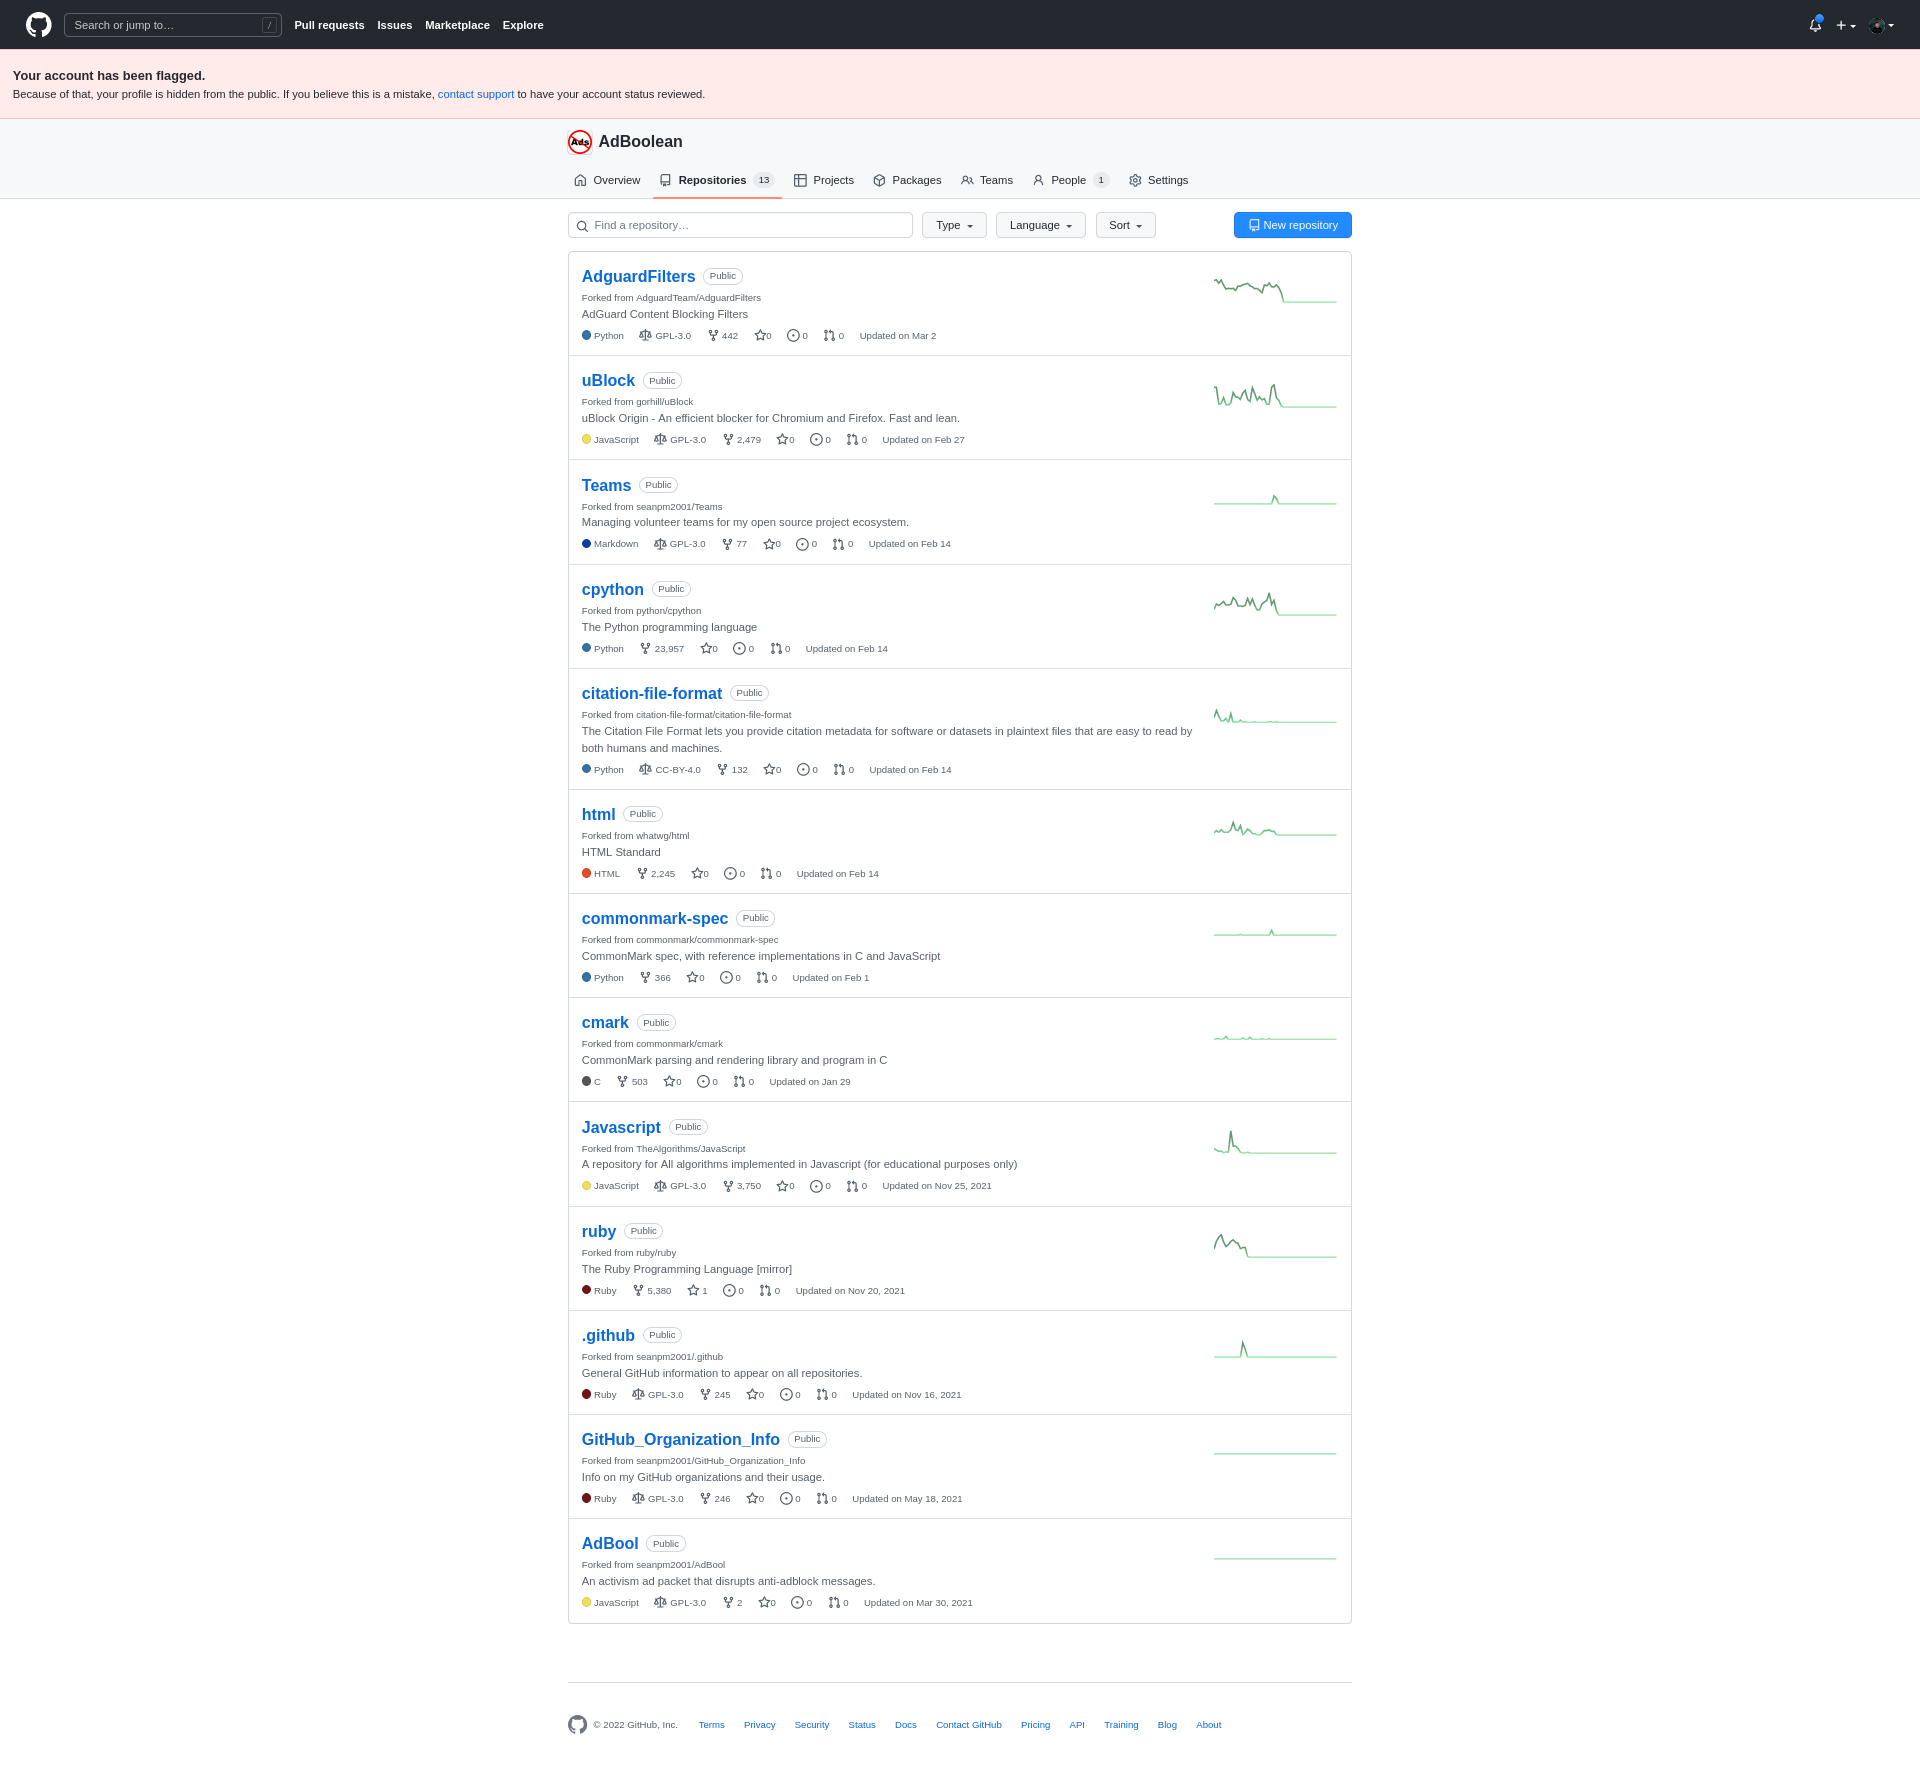 Search or jump to… /
Pull requests Issues Marketplace Explore
Your account has been flagged.
Because of that, your profile is hidden from the public. If you believe this is a mistake, contact support to have your account status reviewed.
Ads AdBoolean
Overview Repositories 13 Projects Packages Teams People 1 Settings
Find a repository… Type Language Sort New repository
AdguardFilters Public
Forked from AdguardTeam/AdguardFilters
AdGuard Content Blocking Filters
Python GPL-3.0 442 0 0 0 Updated on Mar 2
uBlock Public
Forked from gorhill/uBlock
uBlock Origin - An efficient blocker for Chromium and Firefox. Fast and lean.
JavaScript GPL-3.0 2,479 0 0 0 Updated on Feb 27
Teams Public
Forked from seanpm2001/Teams
Managing volunteer teams for my open source project ecosystem.
Markdown GPL-3.0 77 0 0 0 Updated on Feb 14
cpython Public
Forked from python/cpython
The Python programming language
Python 23,957 0 0 0 Updated on Feb 14
citation-file-format Public
Forked from citation-file-format/citation-file-format
The Citation File Format lets you provide citation metadata for software or datasets in plaintext files that are easy to read by
both humans and machines.
Python CC-BY-4.0 132 0 0 0 Updated on Feb 14
html Public
Forked from whatwg/html
HTML Standard
HTML 2,245 0 0 0 Updated on Feb 14
commonmark-spec Public
Forked from commonmark/commonmark-spec
CommonMark spec, with reference implementations in C and JavaScript
Python 366 0 0 0 Updated on Feb 1
cmark Public
Forked from commonmark/cmark
CommonMark parsing and rendering library and program in C
C 503 0 0 0 Updated on Jan 29
Javascript Public
Forked from TheAlgorithms/JavaScript
A repository for All algorithms implemented in Javascript (for educational purposes only)
JavaScript GPL-3.0 3,750 0 0 0 Updated on Nov 25, 2021
ruby Public
Forked from ruby/ruby
The Ruby Programming Language [mirror]
Ruby 5,380 1 0 0 Updated on Nov 20, 2021
.github Public
Forked from seanpm2001/.github
General GitHub information to appear on all repositories.
Ruby GPL-3.0 245 0 0 0 Updated on Nov 16, 2021
GitHub_Organization_Info Public
Forked from seanpm2001/GitHub_Organization_Info
Info on my GitHub organizations and their usage.
Ruby GPL-3.0 246 0 0 0 Updated on May 18, 2021
AdBool Public
Forked from seanpm2001/AdBool
An activism ad packet that disrupts anti-adblock messages.
JavaScript GPL-3.0 2 0 0 0 Updated on Mar 30, 2021
© 2022 GitHub, Inc. Terms Privacy Security Status Docs Contact GitHub Pricing API Training Blog About